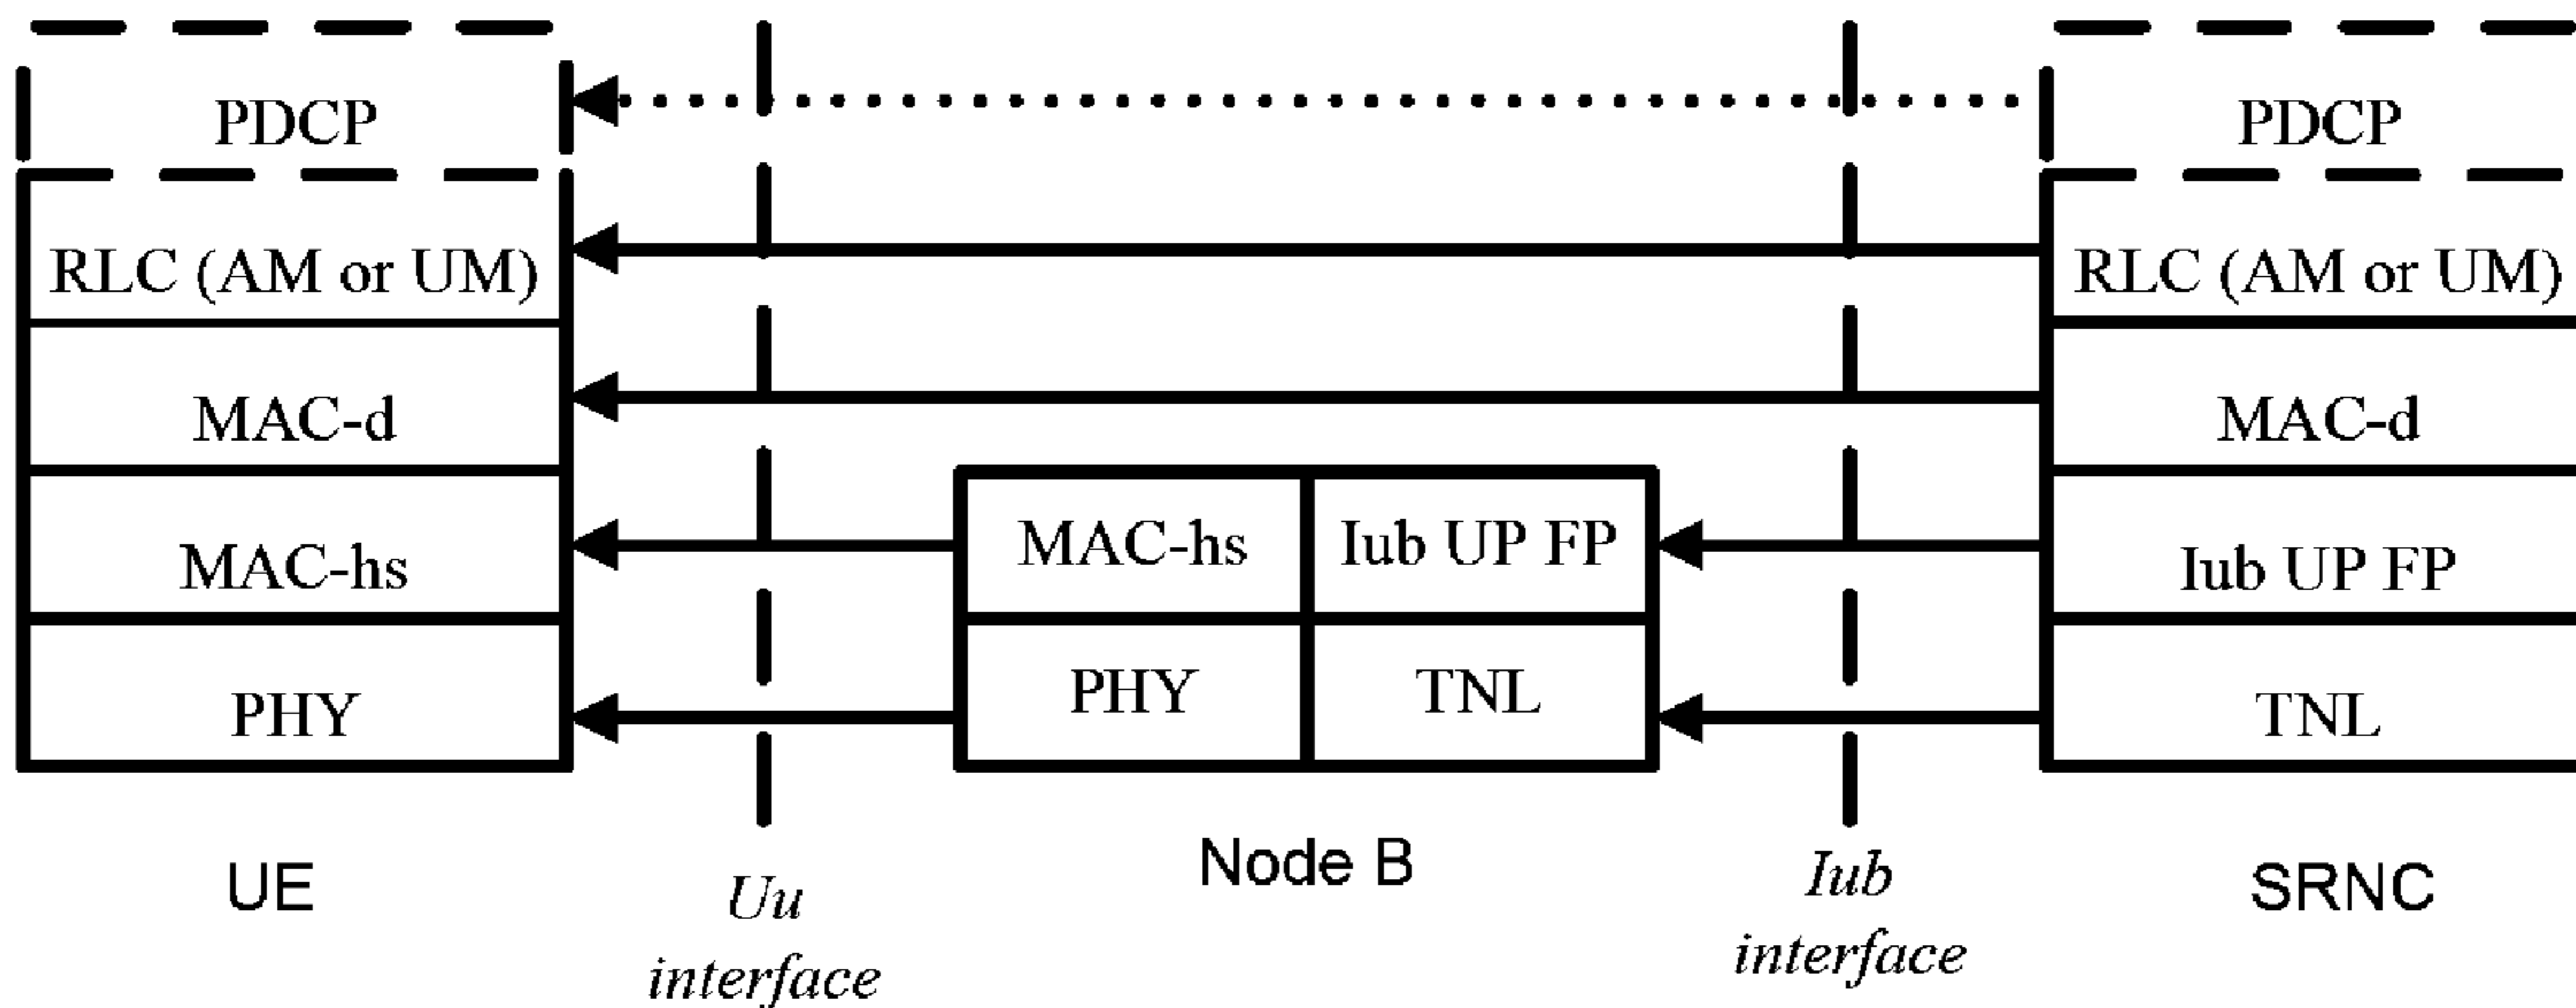 PDCP
PDCP
RLC (AM or UM)
RLC (AM or UM)
MAC-d
MAC-d
MAC-hs
MAC-hs
Iub UP FP
Iub UP FP
PHY
PHY
TNL
TNL
UE
Uu
interface
Node B
Iub
interface
SRNC